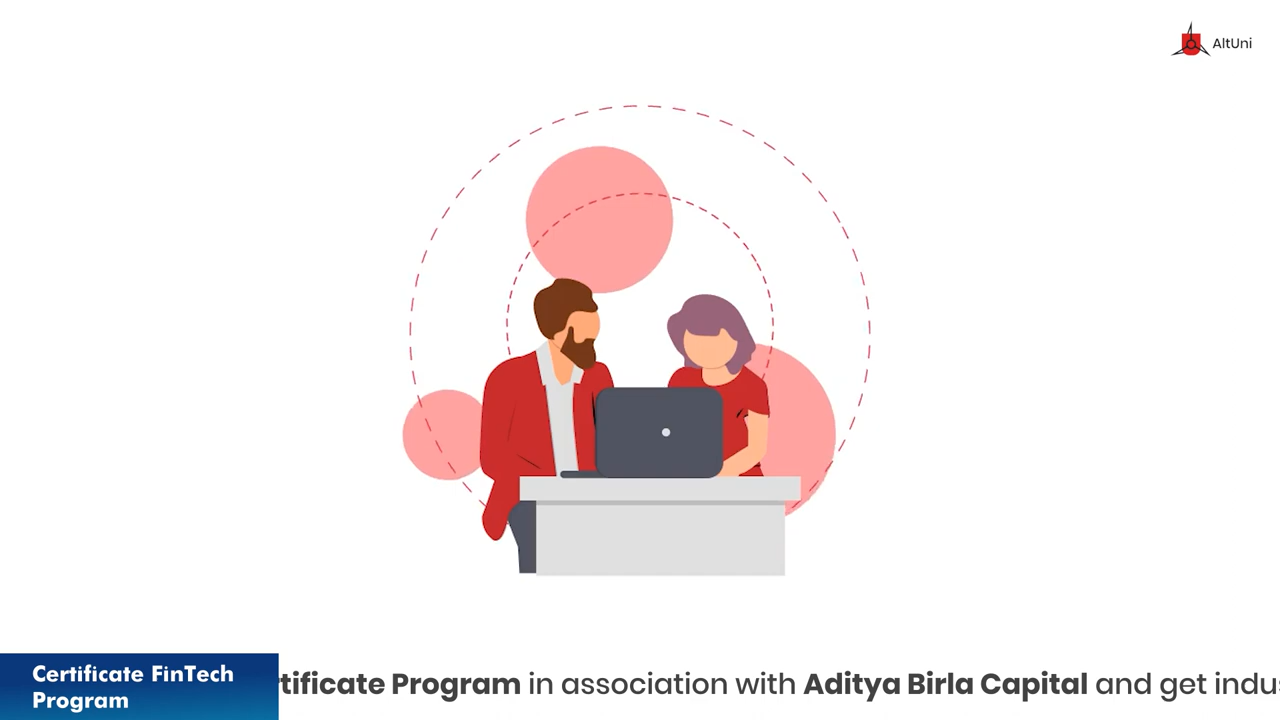 AltUni
Certificate FinTech
Program
Program in association with Aditya Birla Capital and get